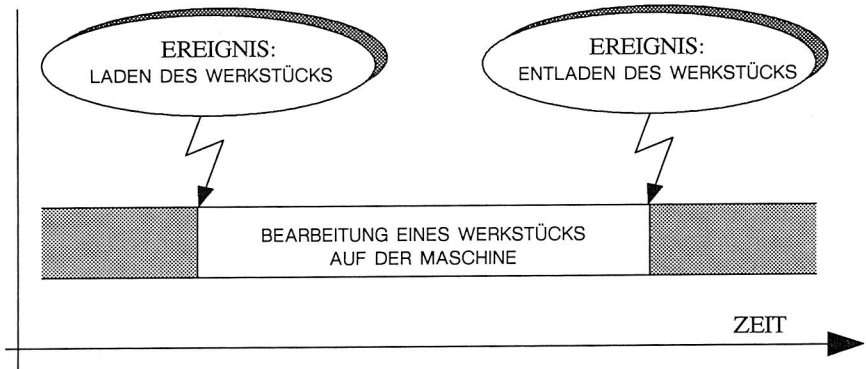 EREIGNIS:
LADEN DES WERKSTÜCKS
EREIGNIS:
ENTLADEN DES WERKSTÜCKS
BEARBEITUNG EINES WERKSTÜCKS
AUF DER MASCHINE
ZEIT